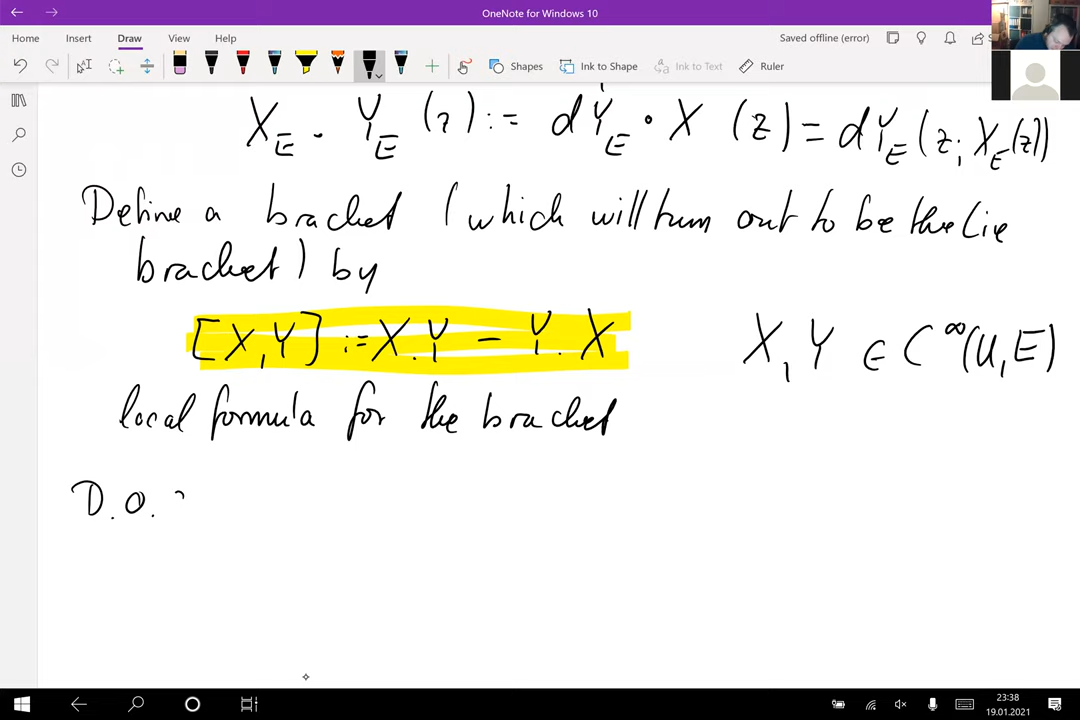 OneNote for Windows 10
Home Insert Draw View Help
Saved offline (error)
Shapes Ink to Shape Ink to Text Ruler
X_E . Y_E (z) := dY_E • X (z) = dY_E (z; X_E(z))
Define a bracket (which will turn out to be the Lie
bracket) by
[X,Y] := X.Y - Y.X X, Y ∈ C^∞(U,E)
local formula for the bracket
D.O.
23:38
19.01.2021